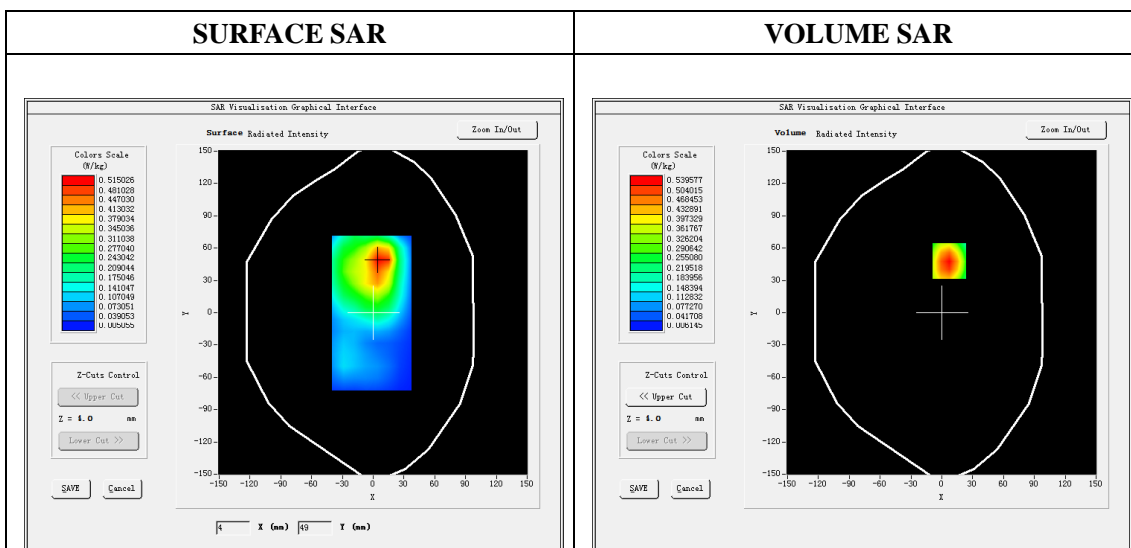 SURFACE SAR
VOLUME SAR
SAR Visualisation Graphical Interface
Surface Radiated Intensity
Zoom In/Out
Colors Scale
(W/kg)
0.515026
0.481028
0.447030
0.413032
0.379034
0.345036
0.311038
0.277040
0.243042
0.209044
0.175046
0.141047
0.107049
0.073051
0.039053
0.005055
Z-Cuts Control
<< Upper Cut
Z = 4.0 mm
Lower Cut >>
SAVE Cancel
150
120
90
60
30
0
-30
-60
-90
-120
-150
Y
-150 -120 -90 -60 -30 0 30 60 90 120 150
X
4 X (mm) 49 Y (mm)
SAR Visualisation Graphical Interface
Volume Radiated Intensity
Zoom In/Out
Colors Scale
(W/kg)
0.539577
0.504015
0.468453
0.432891
0.397329
0.361767
0.326204
0.290642
0.255080
0.219518
0.183956
0.148394
0.112832
0.077270
0.041708
0.006145
Z-Cuts Control
<< Upper Cut
Z = 4.0 mm
Lower Cut >>
SAVE Cancel
150
120
90
60
30
0
-30
-60
-90
-120
-150
Y
-150 -120 -90 -60 -30 0 30 60 90 120 150
X